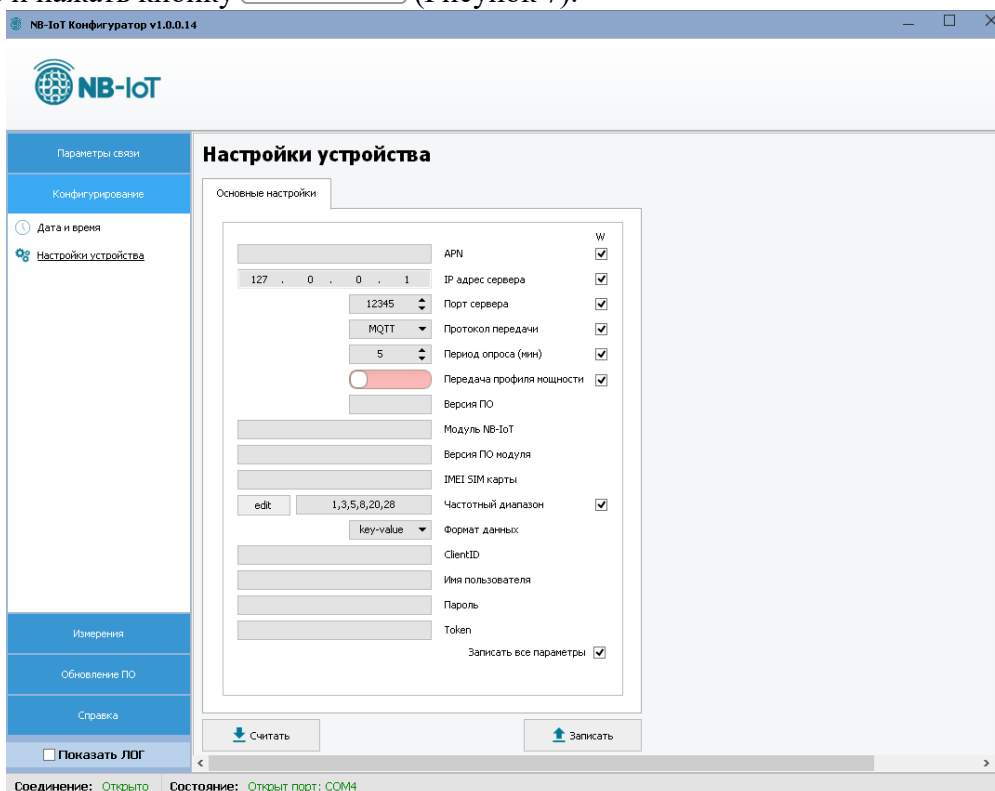 и нажать кнопку (Рисунок 7).
NB-IoT Конфигуратор v1.0.0.14
NB-IoT
Параметры связи
Конфигурирование
Дата и время
Настройки устройства
Настройки устройства
Основные настройки
W
APN
127 . 0 . 0 . 1 IP адрес сервера
12345 Порт сервера
MQTT Протокол передачи
5 Период опроса (мин)
Передача профиля мощности
Версия ПО
Модуль NB-IoT
Версия ПО модуля
IMEI SIM карты
edit 1,3,5,8,20,28 Частотный диапазон
key-value Формат данных
ClientID
Имя пользователя
Пароль
Token
Записать все параметры
Считать Записать
Измерения
Обновление ПО
Справка
Показать ЛОГ
Соединение: Открыто Состояние: Открыт порт: COM4